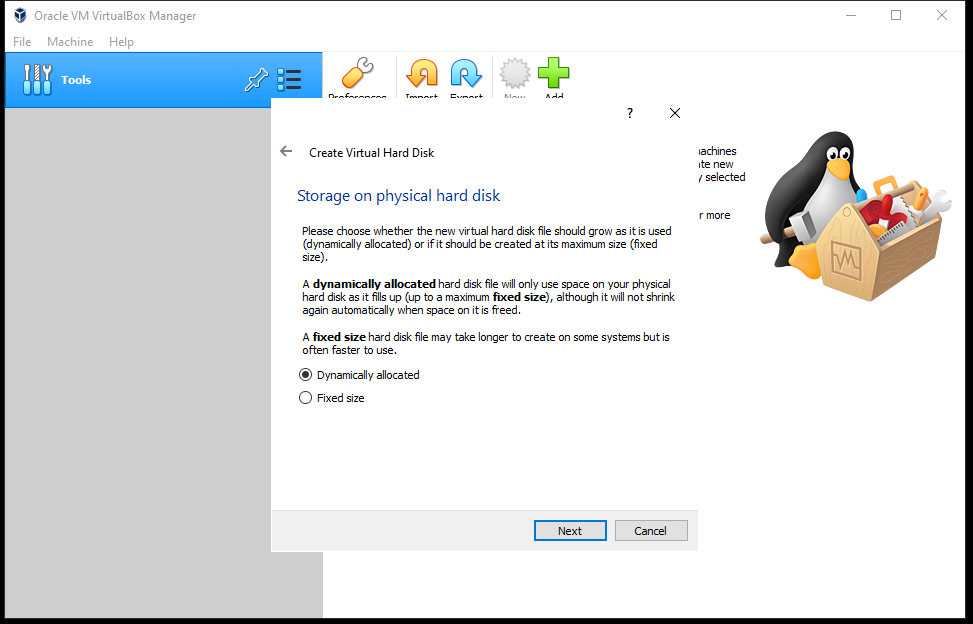 Oracle VM VirtualBox Manager
File Machine Help
Tools
Preferences Import Export New Add
Create Virtual Hard Disk
Storage on physical hard disk
Please choose whether the new virtual hard disk file should grow as it is used
(dynamically allocated) or if it should be created at its maximum size (fixed
size).
A dynamically allocated hard disk file will only use space on your physical
hard disk as it fills up (up to a maximum fixed size), although it will not shrink
again automatically when space on it is freed.
A fixed size hard disk file may take longer to create on some systems but is
often faster to use.
Dynamically allocated
Fixed size
Next Cancel
new
selected
more